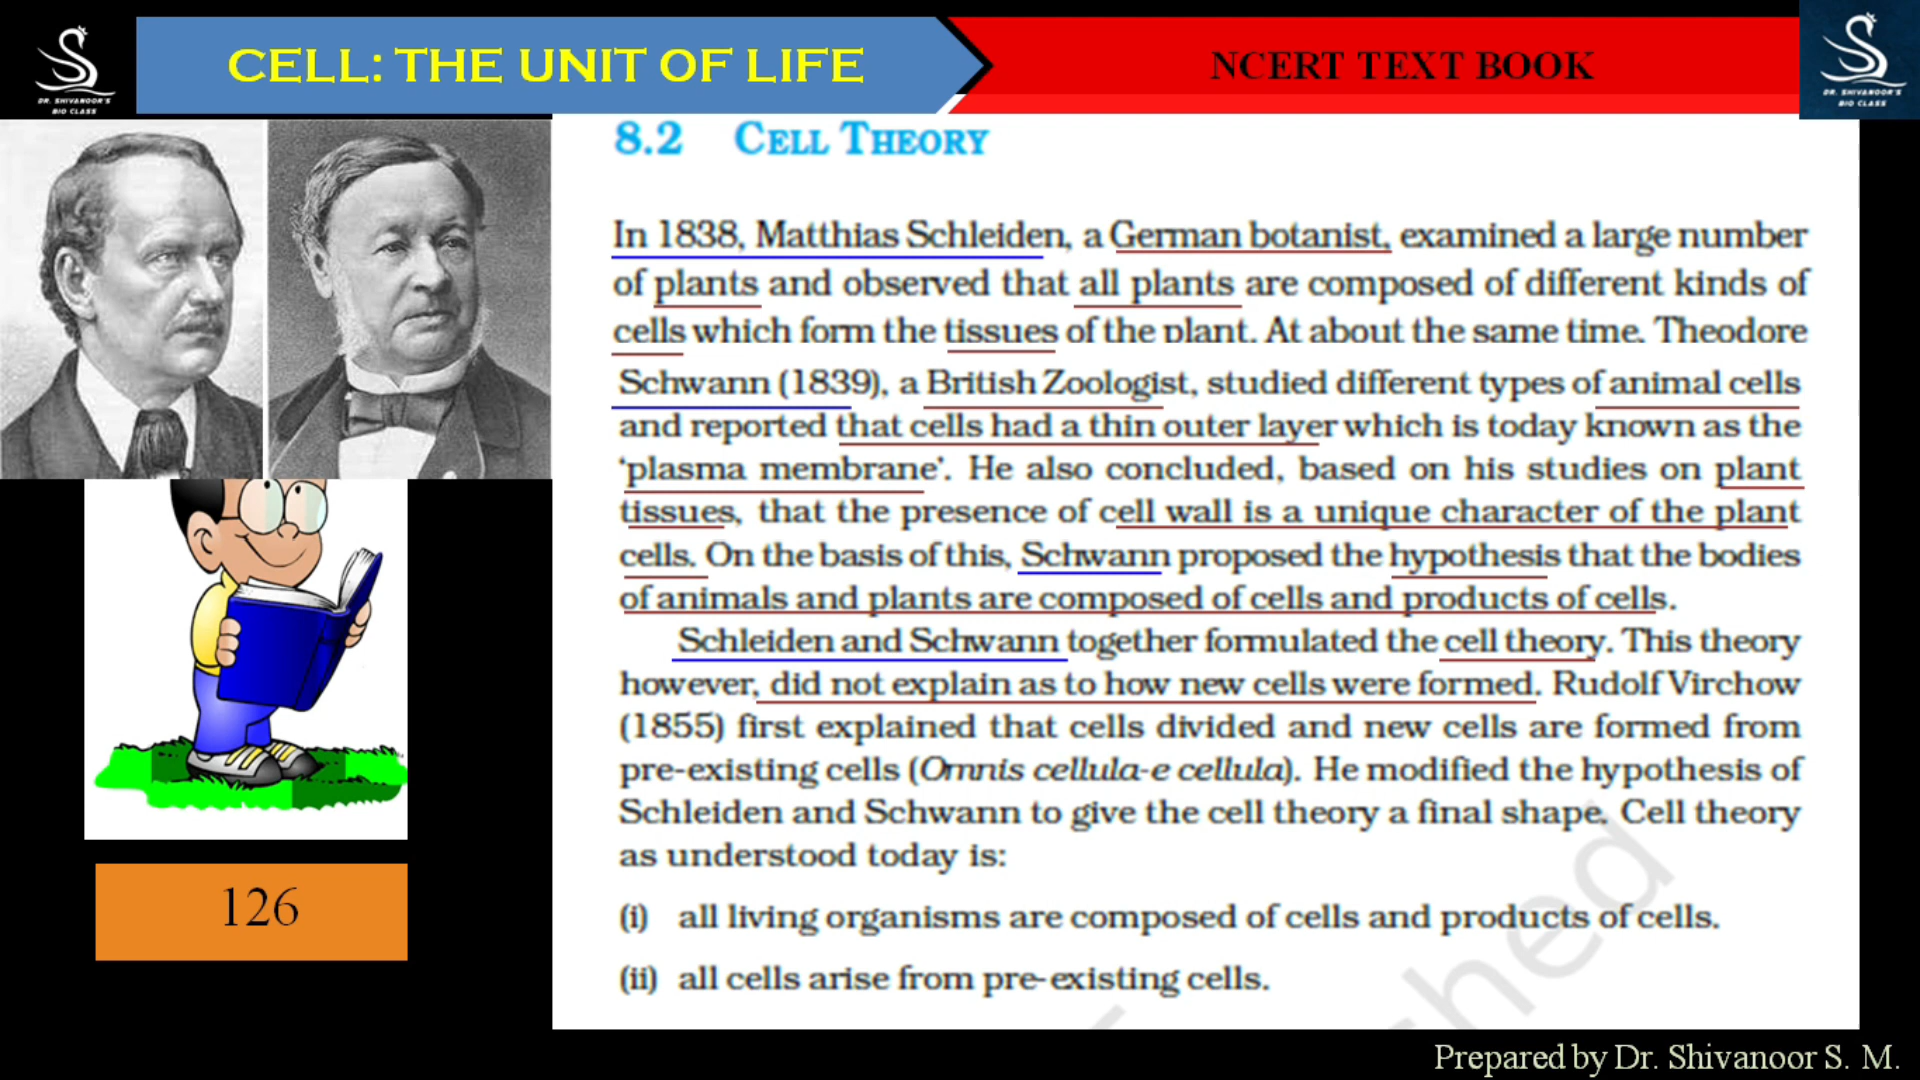 DR. SHIVANOOR'S
BIO CLASS
CELL: THE UNIT OF LIFE
NCERT TEXT BOOK
DR. SHIVANOOR'S
BIO CLASS
8.2 CELL THEORY
In 1838, Matthias Schleiden, a German botanist, examined a large number
of plants and observed that all plants are composed of different kinds of
cells which form the tissues of the plant. At about the same time, Theodore
Schwann (1839), a British Zoologist, studied different types of animal cells
and reported that cells had a thin outer layer which is today known as the
‘plasma membrane’. He also concluded, based on his studies on plant
tissues, that the presence of cell wall is a unique character of the plant
cells. On the basis of this, Schwann proposed the hypothesis that the bodies
of animals and plants are composed of cells and products of cells.
Schleiden and Schwann together formulated the cell theory. This theory
however, did not explain as to how new cells were formed. Rudolf Virchow
(1855) first explained that cells divided and new cells are formed from
pre-existing cells (Omnis cellula-e cellula). He modified the hypothesis of
Schleiden and Schwann to give the cell theory a final shape. Cell theory
as understood today is:
(i) all living organisms are composed of cells and products of cells.
(ii) all cells arise from pre-existing cells.
126
Prepared by Dr. Shivanoor S. M.